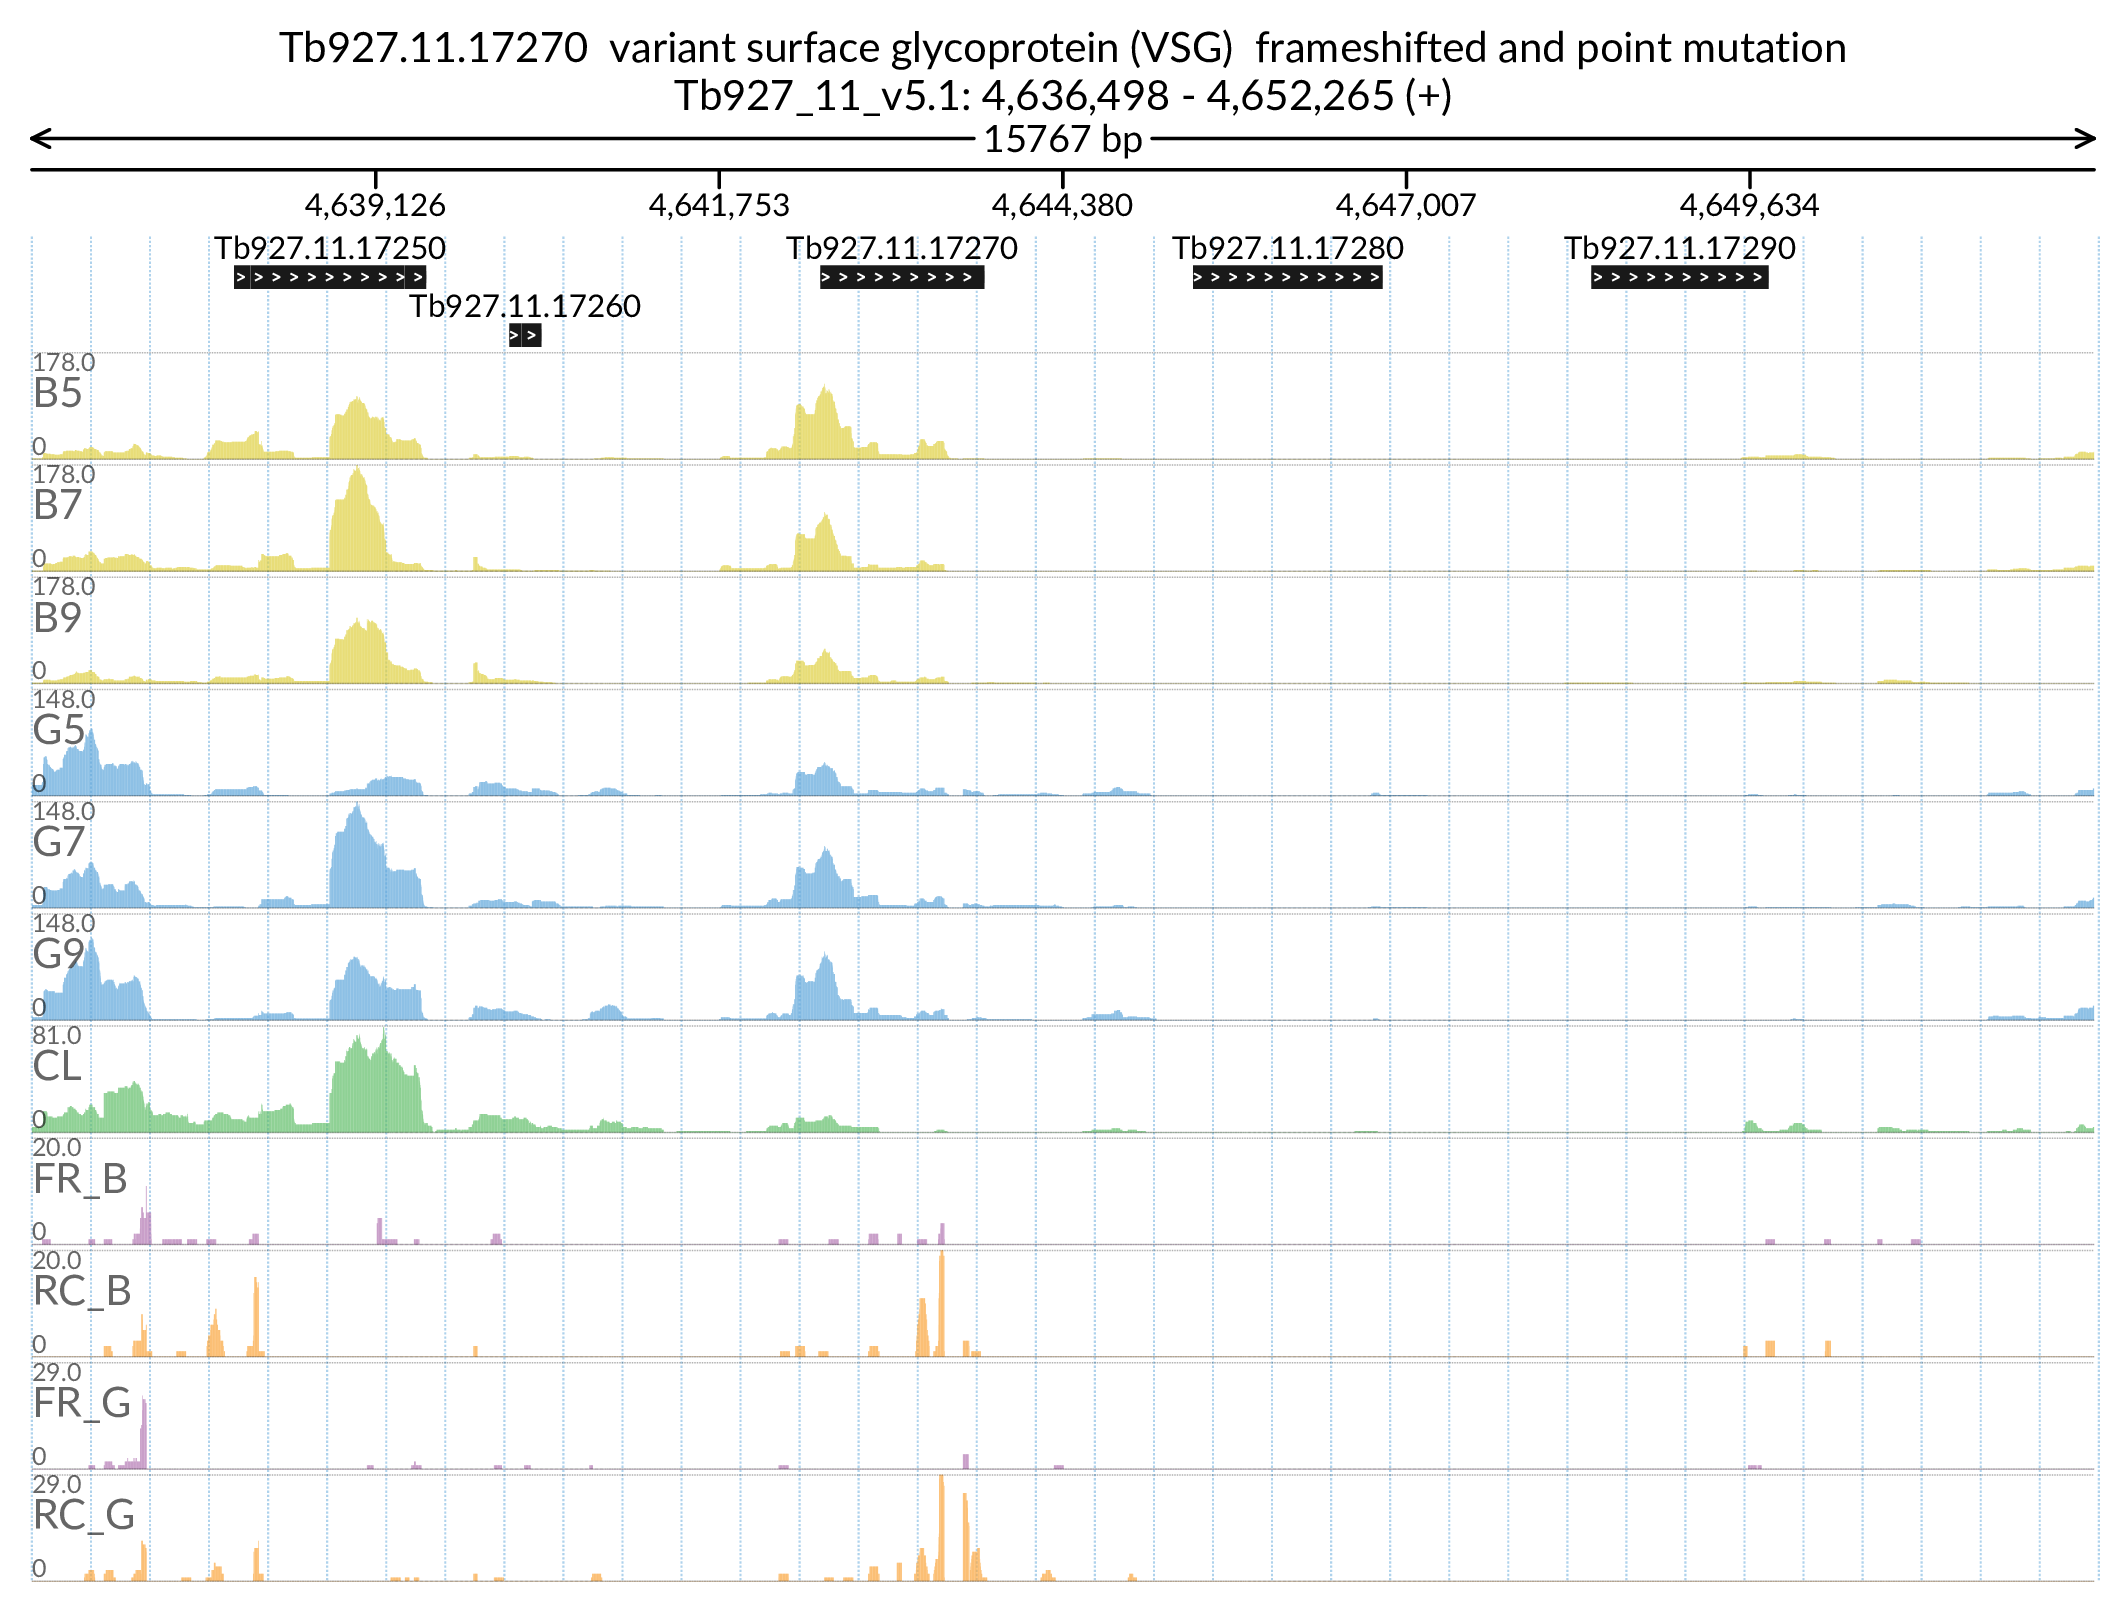 Tb927.11.17270  variant surface glycoprotein (VSG)  frameshifted and point mutation
Tb927_11_v5.1: 4,636,498 - 4,652,265 (+)
15767 bp
4,639,126 4,641,753 4,644,380 4,647,007 4,649,634
Tb927.11.17250 Tb927.11.17270 Tb927.11.17280 Tb927.11.17290
Tb927.11.17260
178.0
B5
0
178.0
B7
0
178.0
B9
0
148.0
G5
0
148.0
G7
0
148.0
G9
0
81.0
CL
0
20.0
FR_B
0
20.0
RC_B
0
29.0
FR_G
0
29.0
RC_G
0